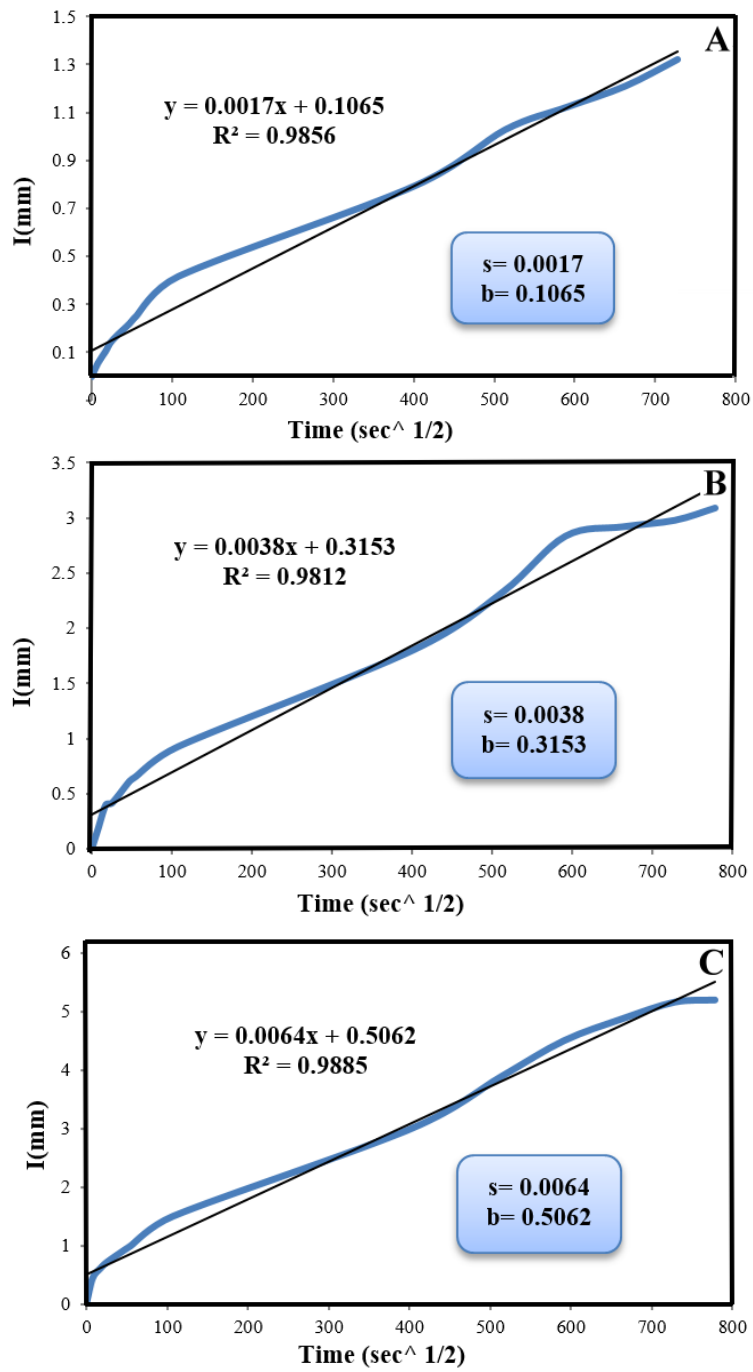 A
1.5
1.3
1.1
0.9
0.7
0.5
0.3
0.1
I(mm)
y = 0.0017x + 0.1065
R² = 0.9856
s= 0.0017
b= 0.1065
0 100 200 300 400 500 600 700 800
Time (sec^ 1/2)
B
3.5
3
2.5
2
1.5
1
0.5
0
I(mm)
y = 0.0038x + 0.3153
R² = 0.9812
s= 0.0038
b= 0.3153
0 100 200 300 400 500 600 700 800
Time (sec^ 1/2)
C
6
5
4
3
2
1
0
I(mm)
y = 0.0064x + 0.5062
R² = 0.9885
s= 0.0064
b= 0.5062
0 100 200 300 400 500 600 700 800
Time (sec^ 1/2)